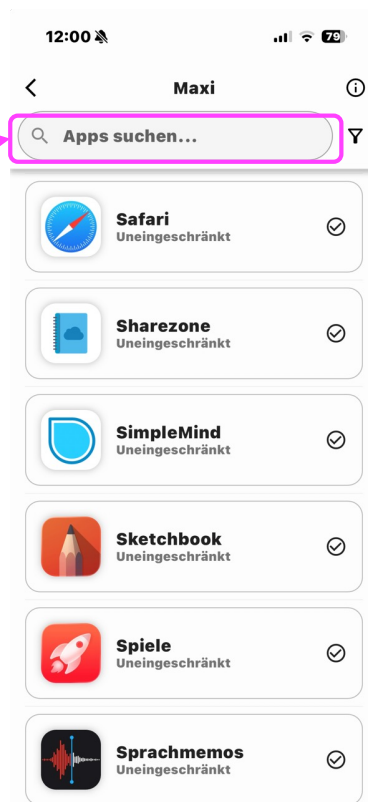 12:00
79
Maxi
Apps suchen...
Safari
Uneingeschränkt
Sharezone
Uneingeschränkt
SimpleMind
Uneingeschränkt
Sketchbook
Uneingeschränkt
Spiele
Uneingeschränkt
Sprachmemos
Uneingeschränkt